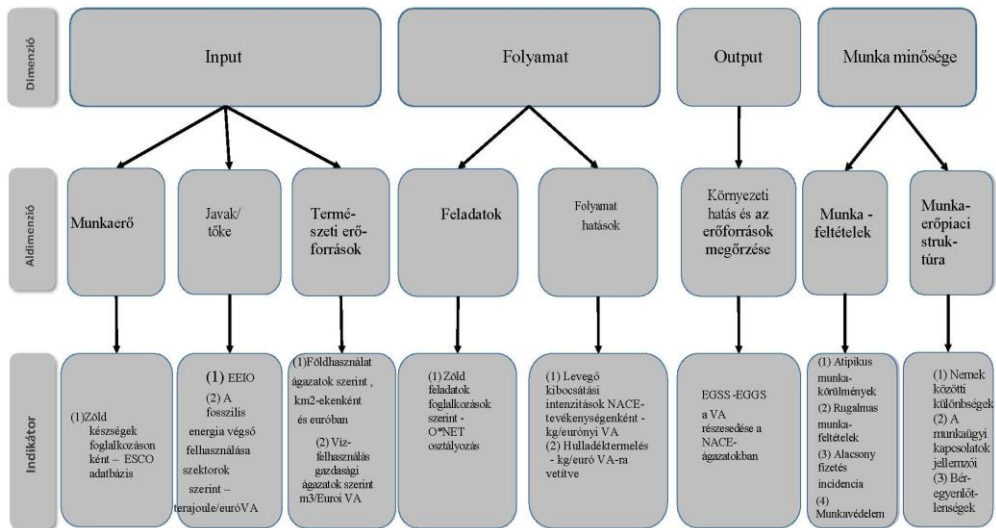 Dimenzió
Input
Folyamat
Output
Munka minősége
Aldimenzió
Munkaerő
Javak/
tőke
Termé-
szeti erő-
források
Feladatok
Folyamat
hatások
Környezeti
hatás és az
erőforrások
megőrzése
Munka -
feltételek
Munka-
erőpiaci
struk-
túra
Indikátor
(1)Zöld
készségek
foglalkozáson
ként – ESCO
adatbázis
(1) EEIO
(2) A
fosszilis
energia végső
felhasználása
szektorok
szerint –
terajoule/euróVA
(1)Földhasználat
ágazatok szerint ,
km2-ekenként
és euróban
(2) Víz-
felhasználás
gazdasági
ágazatok szerint
m3/Euroi VA
(1) Zöld
feladatok
foglalkozások
szerint -
O*NET
osztályozás
(1) Levegő
kibocsátási
intenzitások NACE-
tevékenységenként -
kg/eurónyi VA
(2) Hulladéktermelés
- kg/euró VA-ra
vetítve
EGSS-EGGS
a VA
részesedése a
NACE-
ágazatokban
(1) Atipikus
munka-
körülmények
(2) Rugalmas
munka-
feltételek
(3) Alacsony
fizetés
incidencia
(4)
Munkavédelem
(1) Nemek
közötti
különbségek
(2) A
munkaügyi
kapcsolatok
jellemzői
(3) Bér-
egyenlőt-
lenségek